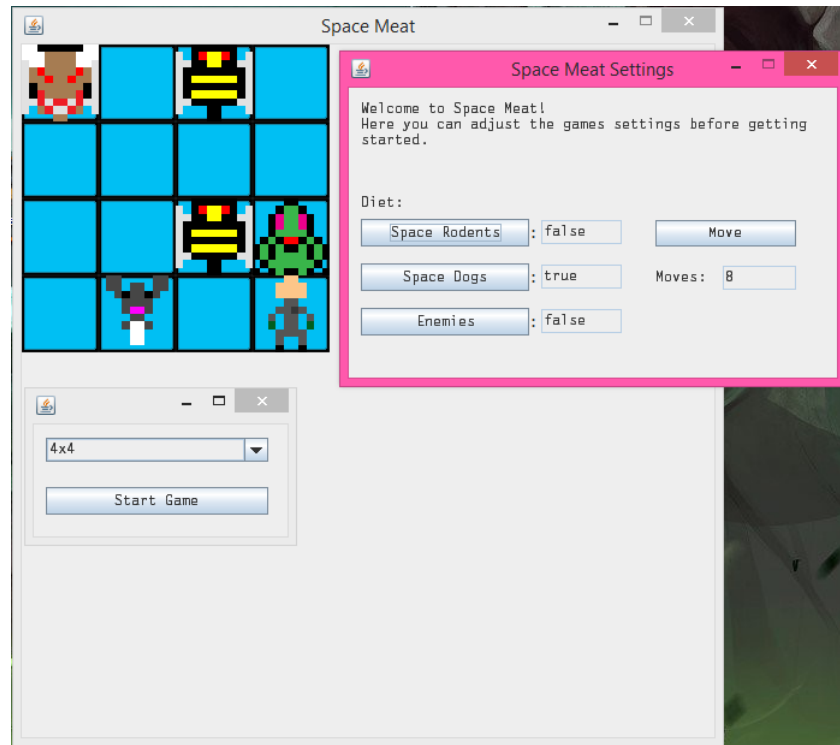 Space Meat
Space Meat Settings
Welcome to Space Meat!
Here you can adjust the games settings before getting
started.
Diet:
Space Rodents : false Move
Space Dogs : true Moves: 8
Enemies : false
4x4
Start Game